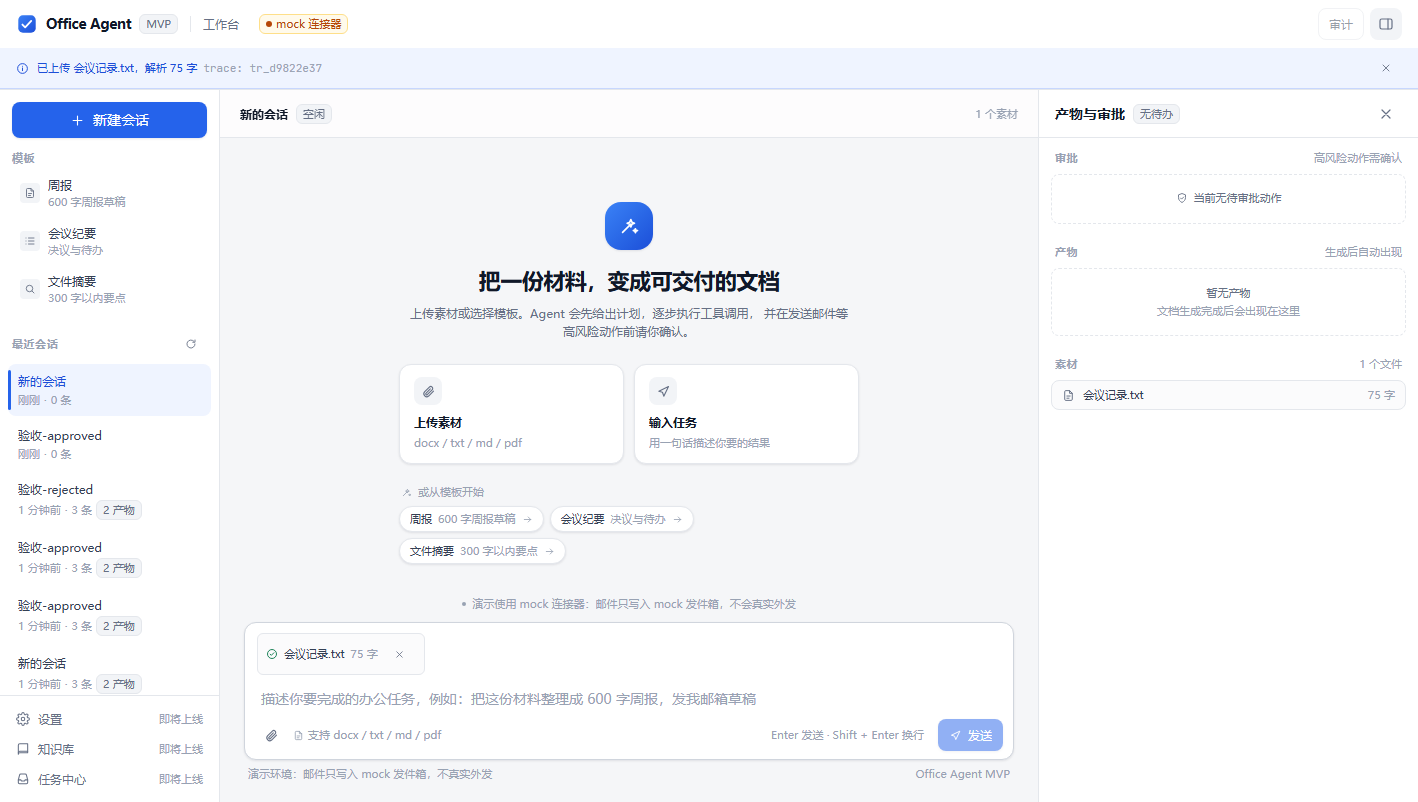 Office Agent MVP 工作台 mock 连接器 审计
已上传 会议记录.txt，解析 75 字 trace: tr_d9822e37
新建会话
模板
周报
600 字周报草稿
会议纪要
决议与待办
文件摘要
300 字以内要点
最近会话
新的会话
刚刚 · 0 条
验收-approved
刚刚 · 0 条
验收-rejected
1 分钟前 · 3 条 2 产物
验收-approved
1 分钟前 · 3 条 2 产物
验收-approved
1 分钟前 · 3 条 2 产物
新的会话
1 分钟前 · 3 条 2 产物
设置 即将上线
知识库 即将上线
任务中心 即将上线
新的会话 空闲 1 个素材
把一份材料，变成可交付的文档
上传素材或选择模板。Agent 会先给出计划，逐步执行工具调用， 并在发送邮件等
高风险动作前请你确认。
上传素材
docx / txt / md / pdf
输入任务
用一句话描述你要的结果
或从模板开始
周报 600 字周报草稿 → 会议纪要 决议与待办 →
文件摘要 300 字以内要点 →
• 演示使用 mock 连接器：邮件只写入 mock 发件箱，不会真实外发
会议记录.txt 75 字
描述你要完成的办公任务，例如：把这份材料整理成 600 字周报，发我邮箱草稿
支持 docx / txt / md / pdf Enter 发送 · Shift + Enter 换行 发送
演示环境：邮件只写入 mock 发件箱，不真实外发 Office Agent MVP
产物与审批 无待办
审批 高风险动作需确认
当前无待审批动作
产物 生成后自动出现
暂无产物
文档生成完成后会出现在这里
素材 1 个文件
会议记录.txt 75 字